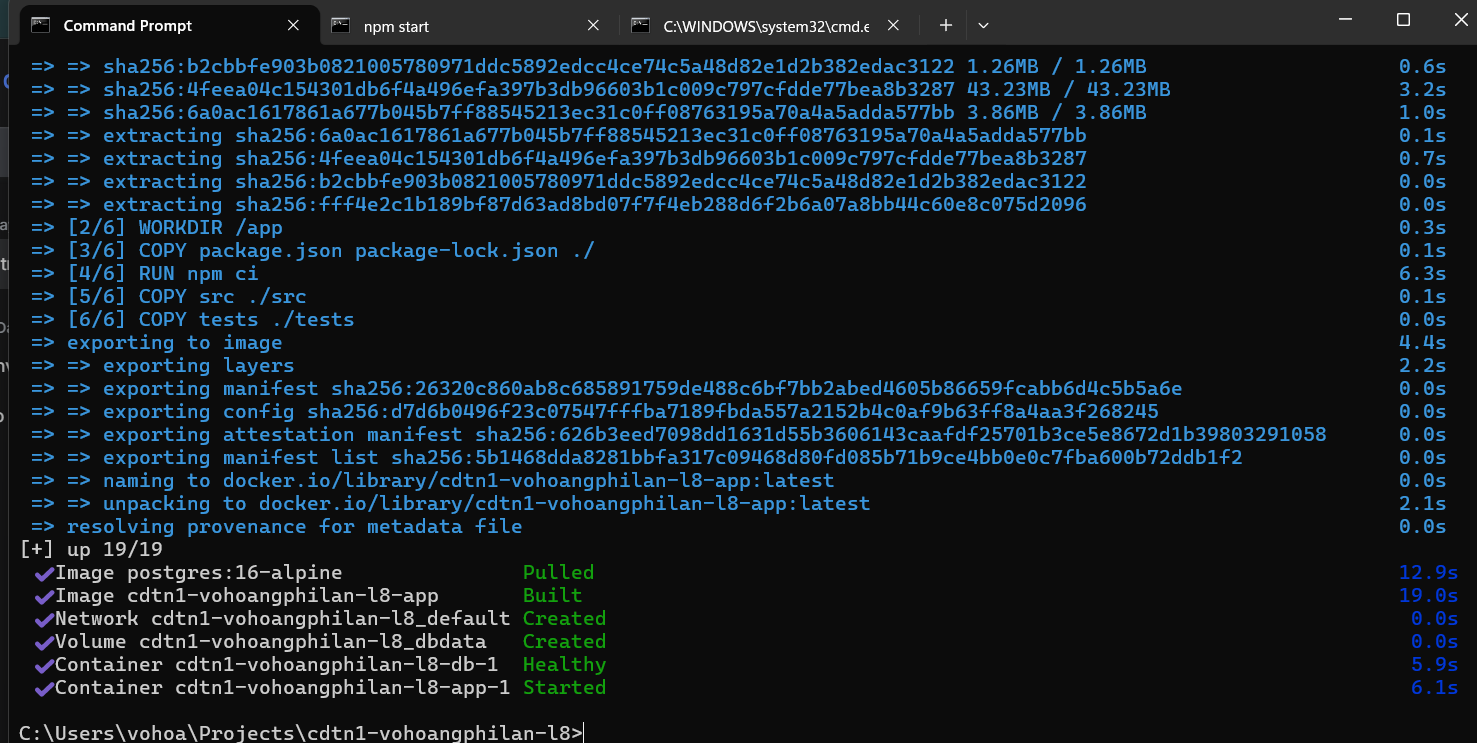 Command Prompt
npm start
C:\WINDOWS\system32\cmd.e
=> => sha256:b2cbbfe903b0821005780971ddc5892edcc4ce74c5a48d82e1d2b382edac3122 1.26MB / 1.26MB 0.6s
=> => sha256:4feea04c154301db6f4a496efa397b3db96603b1c009c797cfdde77bea8b3287 43.23MB / 43.23MB 3.2s
=> => sha256:6a0ac1617861a677b045b7ff88545213ec31c0ff08763195a70a4a5adda577bb 3.86MB / 3.86MB 1.0s
=> => extracting sha256:6a0ac1617861a677b045b7ff88545213ec31c0ff08763195a70a4a5adda577bb 0.1s
=> => extracting sha256:4feea04c154301db6f4a496efa397b3db96603b1c009c797cfdde77bea8b3287 0.7s
=> => extracting sha256:b2cbbfe903b0821005780971ddc5892edcc4ce74c5a48d82e1d2b382edac3122 0.0s
=> => extracting sha256:fff4e2c1b189bf87d63ad8bd07f7f4eb288d6f2b6a07a8bb44c60e8c075d2096 0.0s
=> [2/6] WORKDIR /app 0.3s
=> [3/6] COPY package.json package-lock.json ./ 0.1s
=> [4/6] RUN npm ci 6.3s
=> [5/6] COPY src ./src 0.1s
=> [6/6] COPY tests ./tests 0.0s
=> exporting to image 4.4s
=> => exporting layers 2.2s
=> => exporting manifest sha256:26320c860ab8c685891759de488c6bf7bb2abed4605b86659fcabb6d4c5b5a6e 0.0s
=> => exporting config sha256:d7d6b0496f23c07547fffba7189fbda557a2152b4c0af9b63ff8a4aa3f268245 0.0s
=> => exporting attestation manifest sha256:626b3eed7098dd1631d55b3606143caafdf25701b3ce5e8672d1b39803291058 0.0s
=> => exporting manifest list sha256:5b1468dda8281bbfa317c09468d80fd085b71b9ce4bb0e0c7fba600b72ddb1f2 0.0s
=> => naming to docker.io/library/cdtn1-vohoangphilan-l8-app:latest 0.0s
=> => unpacking to docker.io/library/cdtn1-vohoangphilan-l8-app:latest 2.1s
=> resolving provenance for metadata file 0.0s
[+] up 19/19
✔Image postgres:16-alpine Pulled 12.9s
✔Image cdtn1-vohoangphilan-l8-app Built 19.0s
✔Network cdtn1-vohoangphilan-l8_default Created 0.0s
✔Volume cdtn1-vohoangphilan-l8_dbdata Created 0.0s
✔Container cdtn1-vohoangphilan-l8-db-1 Healthy 5.9s
✔Container cdtn1-vohoangphilan-l8-app-1 Started 6.1s
C:\Users\vohoa\Projects\cdtn1-vohoangphilan-l8>